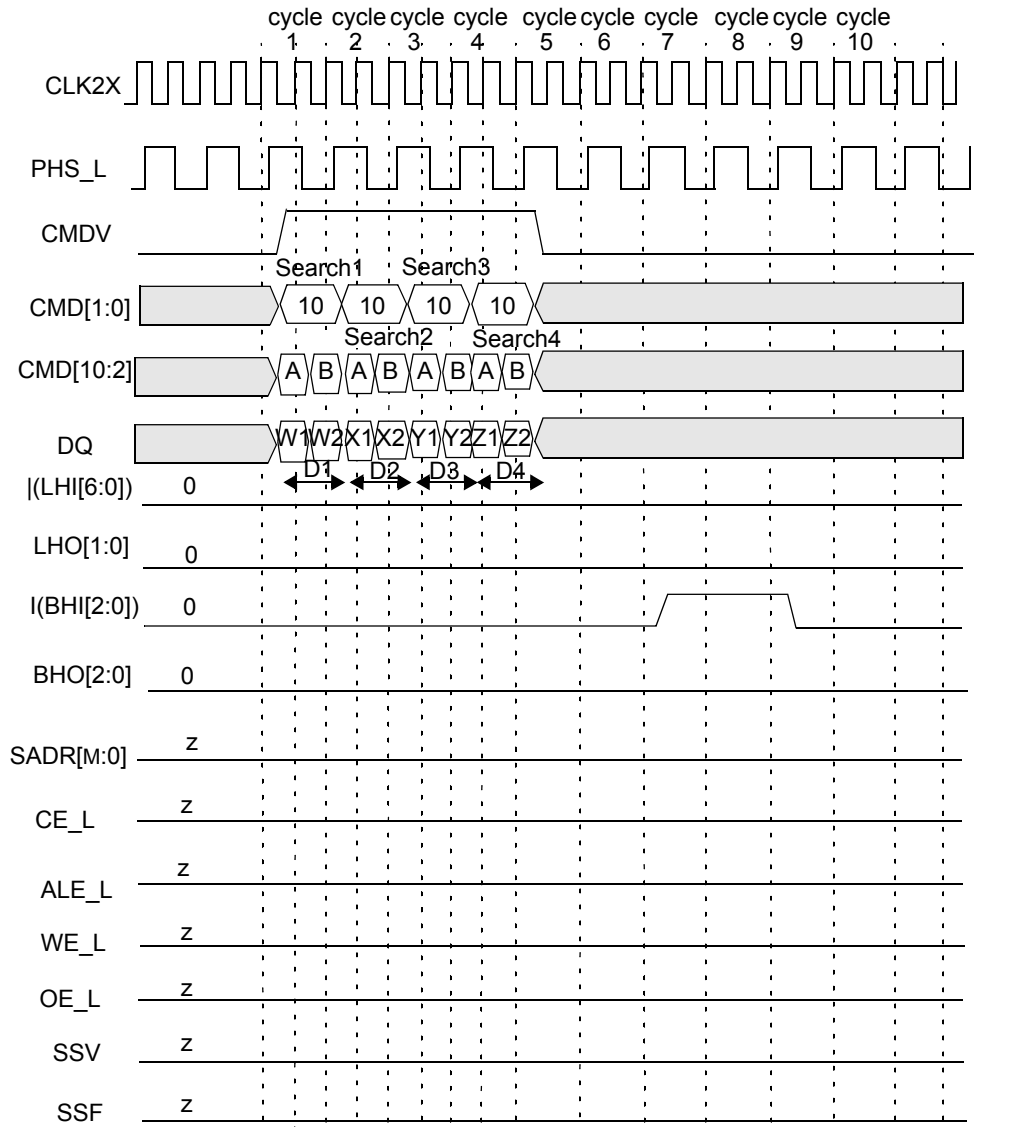 cycle cycle cycle cycle cycle cycle cycle cycle cycle cycle
1 2 3 4 5 6 7 8 9 10
CLK2X
PHS_L
CMDV
Search1 Search3
CMD[1:0] 10 10 10 10
Search2 Search4
CMD[10:2] A B A B A B A B
DQ W1 W2 X1 X2 Y1 Y2 Z1 Z2
D1 D2 D3 D4
|(LHI[6:0]) 0
LHO[1:0] 0
I(BHI[2:0]) 0
BHO[2:0] 0
SADR[M:0] z
CE_L z
ALE_L z
WE_L z
OE_L z
SSV z
SSF z